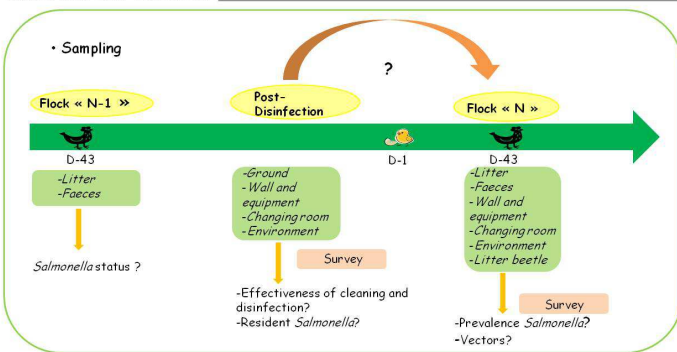 • Sampling
?
Flock « N-1 »
Post-
Disinfection
Flock « N »
D-43
D-1
D-43
-Litter
-Faeces
-Ground
-Wall and
equipment
-Changing room
-Environment
-Litter
-Faeces
-Wall and
equipment
-Changing room
-Environment
-Litter beetle
Salmonella status ?
Survey
-Effectiveness of cleaning and
disinfection?
-Resident Salmonella?
Survey
-Prevalence Salmonella?
-Vectors?